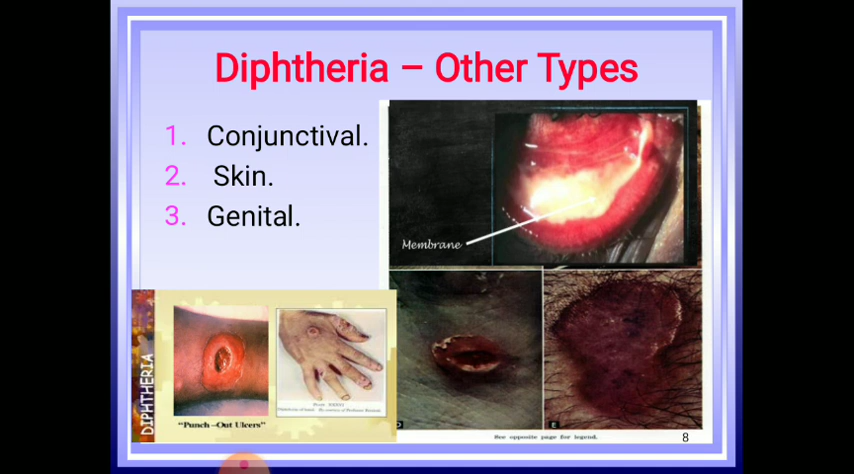 Diphtheria – Other Types
1. Conjunctival.
2. Skin.
3. Genital.
Membrane
DIPHTHERIA
"Punch –Out Ulcers"
D
E
See opposite page for legend.
8